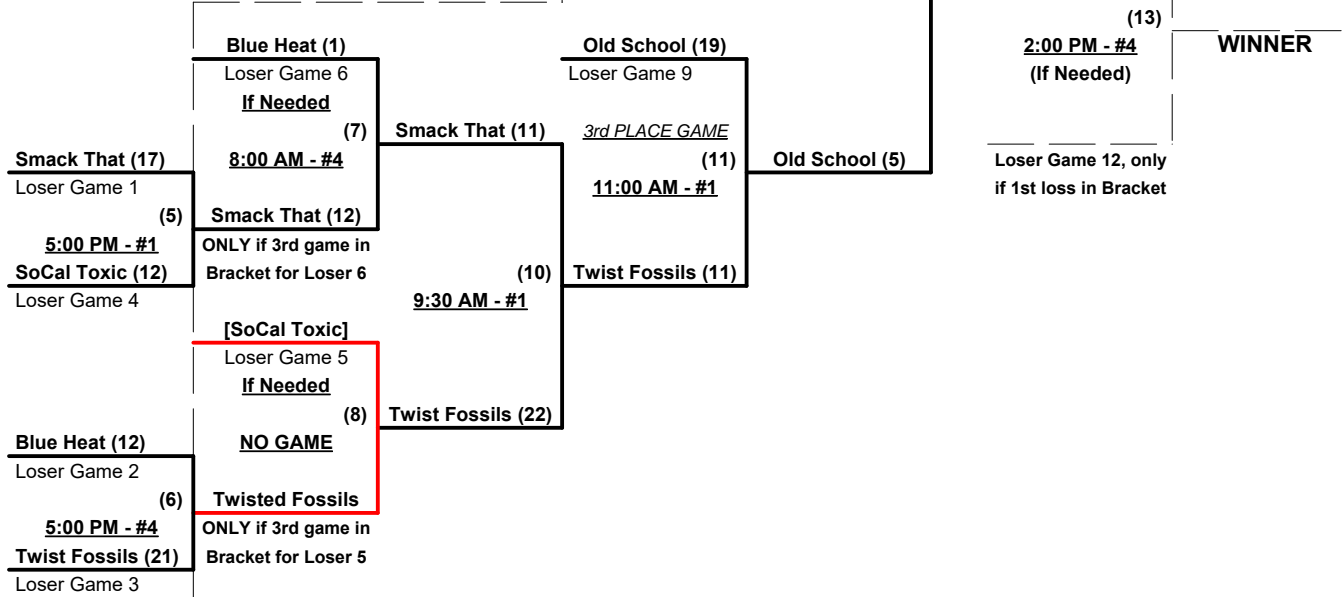 (13)
Blue Heat (1)
Old School (19)
2:00 PM - #4
WINNER
Loser Game 6
Loser Game 9
(If Needed)
If Needed
(7)
Smack That (11)
3rd PLACE GAME
Smack That (17)
8:00 AM - #4
(11)
Old School (5)
Loser Game 12, only
Loser Game 1
11:00 AM - #1
if 1st loss in Bracket
(5)
Smack That (12)
5:00 PM - #1
ONLY if 3rd game in
SoCal Toxic (12)
Bracket for Loser 6
(10)
Twist Fossils (11)
Loser Game 4
9:30 AM - #1
[SoCal Toxic]
Loser Game 5
If Needed
(8)
Twist Fossils (22)
Blue Heat (12)
NO GAME
Loser Game 2
(6)
Twisted Fossils
5:00 PM - #4
ONLY if 3rd game in
Twist Fossils (21)
Bracket for Loser 5
Loser Game 3